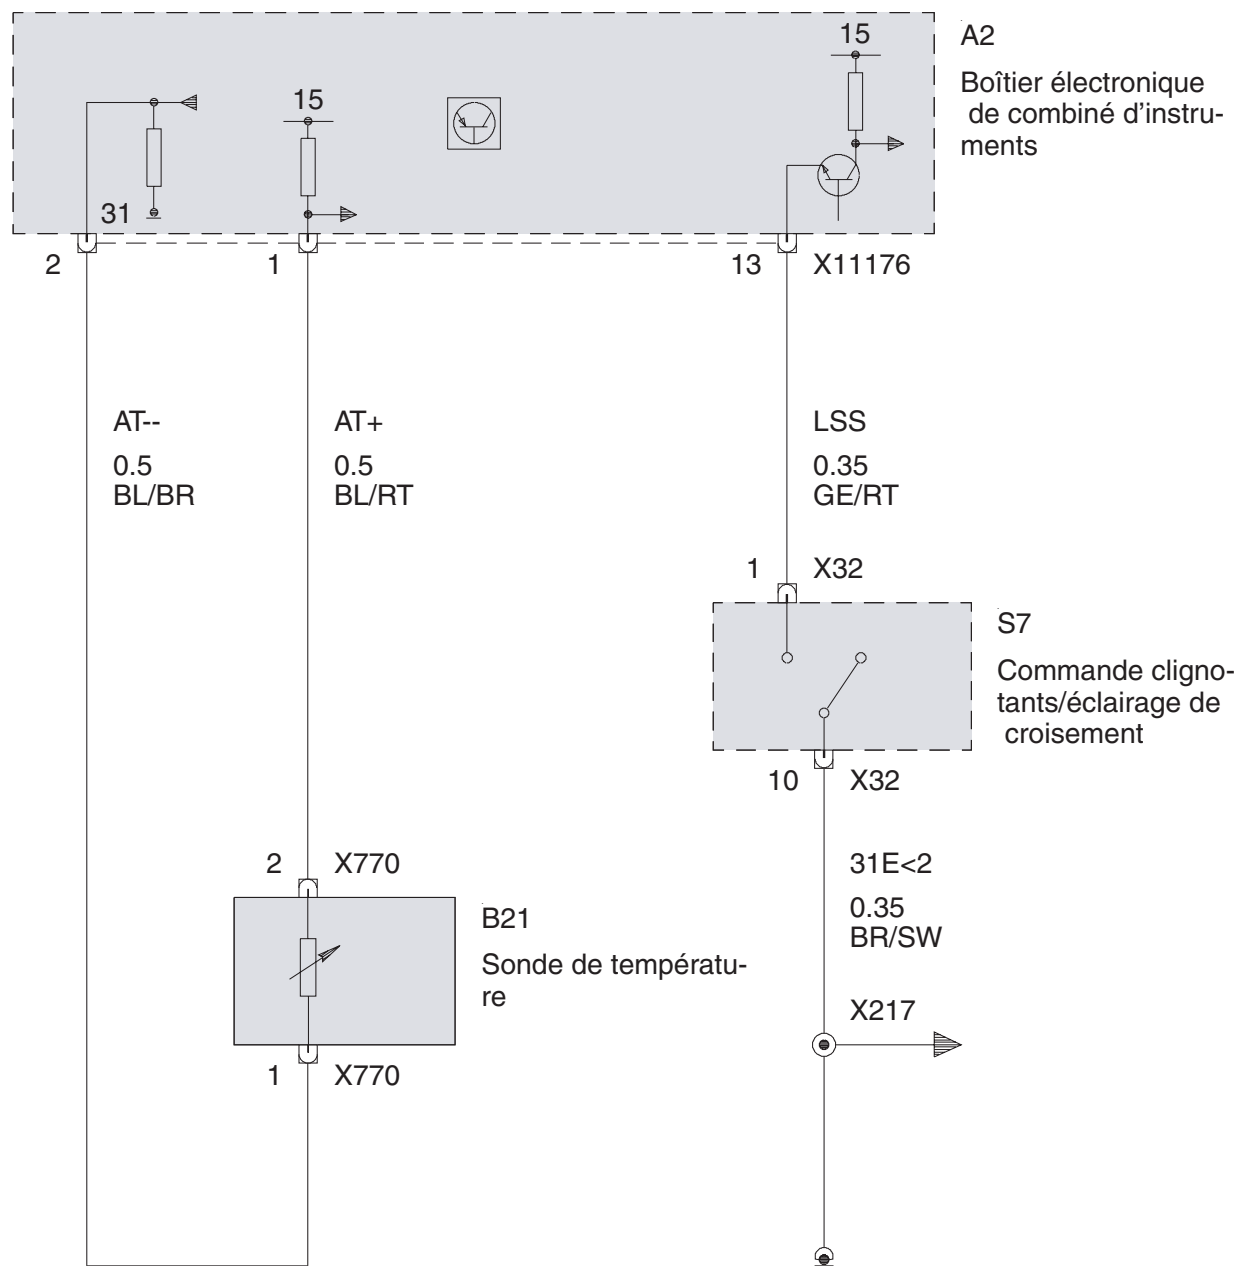 15
A2
Boîtier électronique
de combiné d'instru-
ments
15
31
2
1
13
X11176
AT--
0.5
BL/BR
AT+
0.5
BL/RT
LSS
0.35
GE/RT
1
X32
S7
Commande cligno-
tants/éclairage de
croisement
10
X32
2
X770
31E<2
0.35
BR/SW
B21
Sonde de températu-
re
X217
1
X770